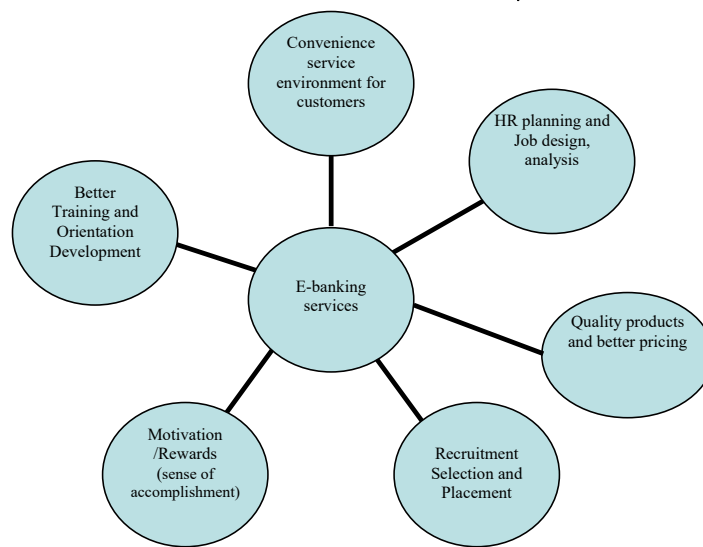 Convenience
service
environment for
customers
HR planning and
Job design,
analysis
Better
Training and
Orientation
Development
E-banking
services
Quality products
and better pricing
Motivation
/Rewards
(sense of
accomplishment)
Recruitment
Selection and
Placement